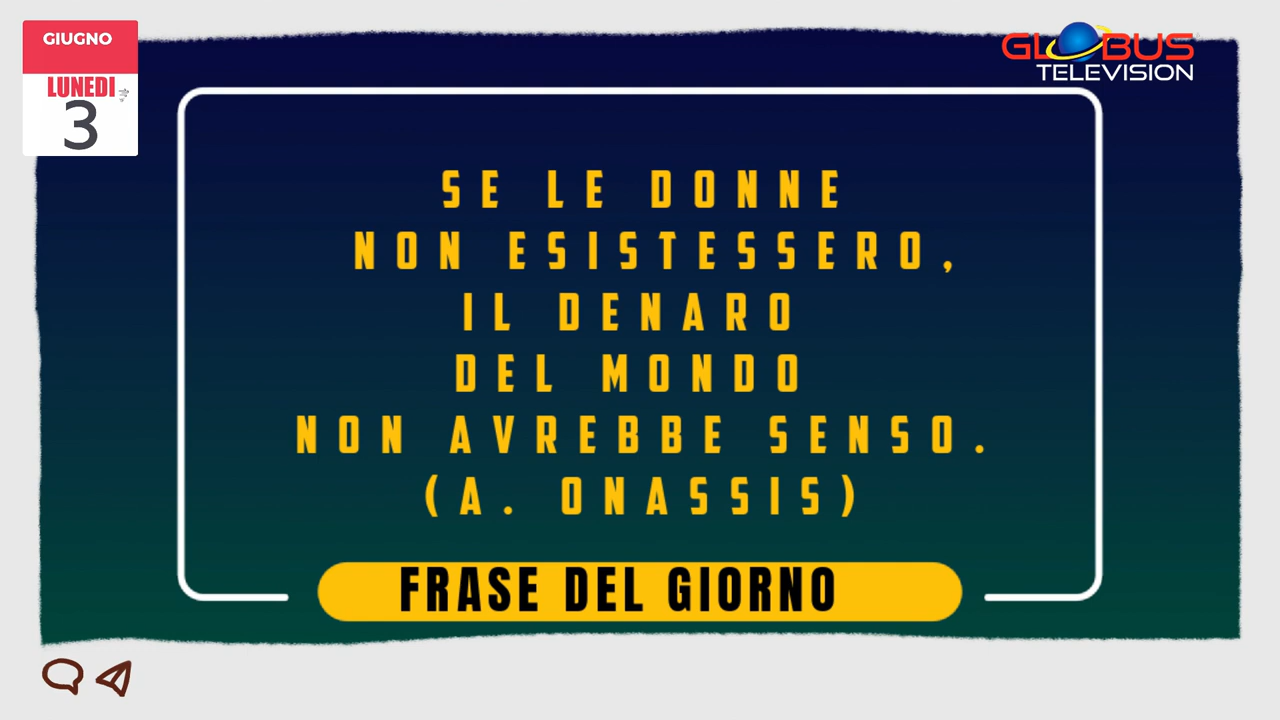 GIUGNO
LUNEDI
3
GLOBUS
TELEVISION
SE LE DONNE
NON ESISTESSERO,
IL DENARO
DEL MONDO
NON AVREBBE SENSO.
(A. ONASSIS)
FRASE DEL GIORNO